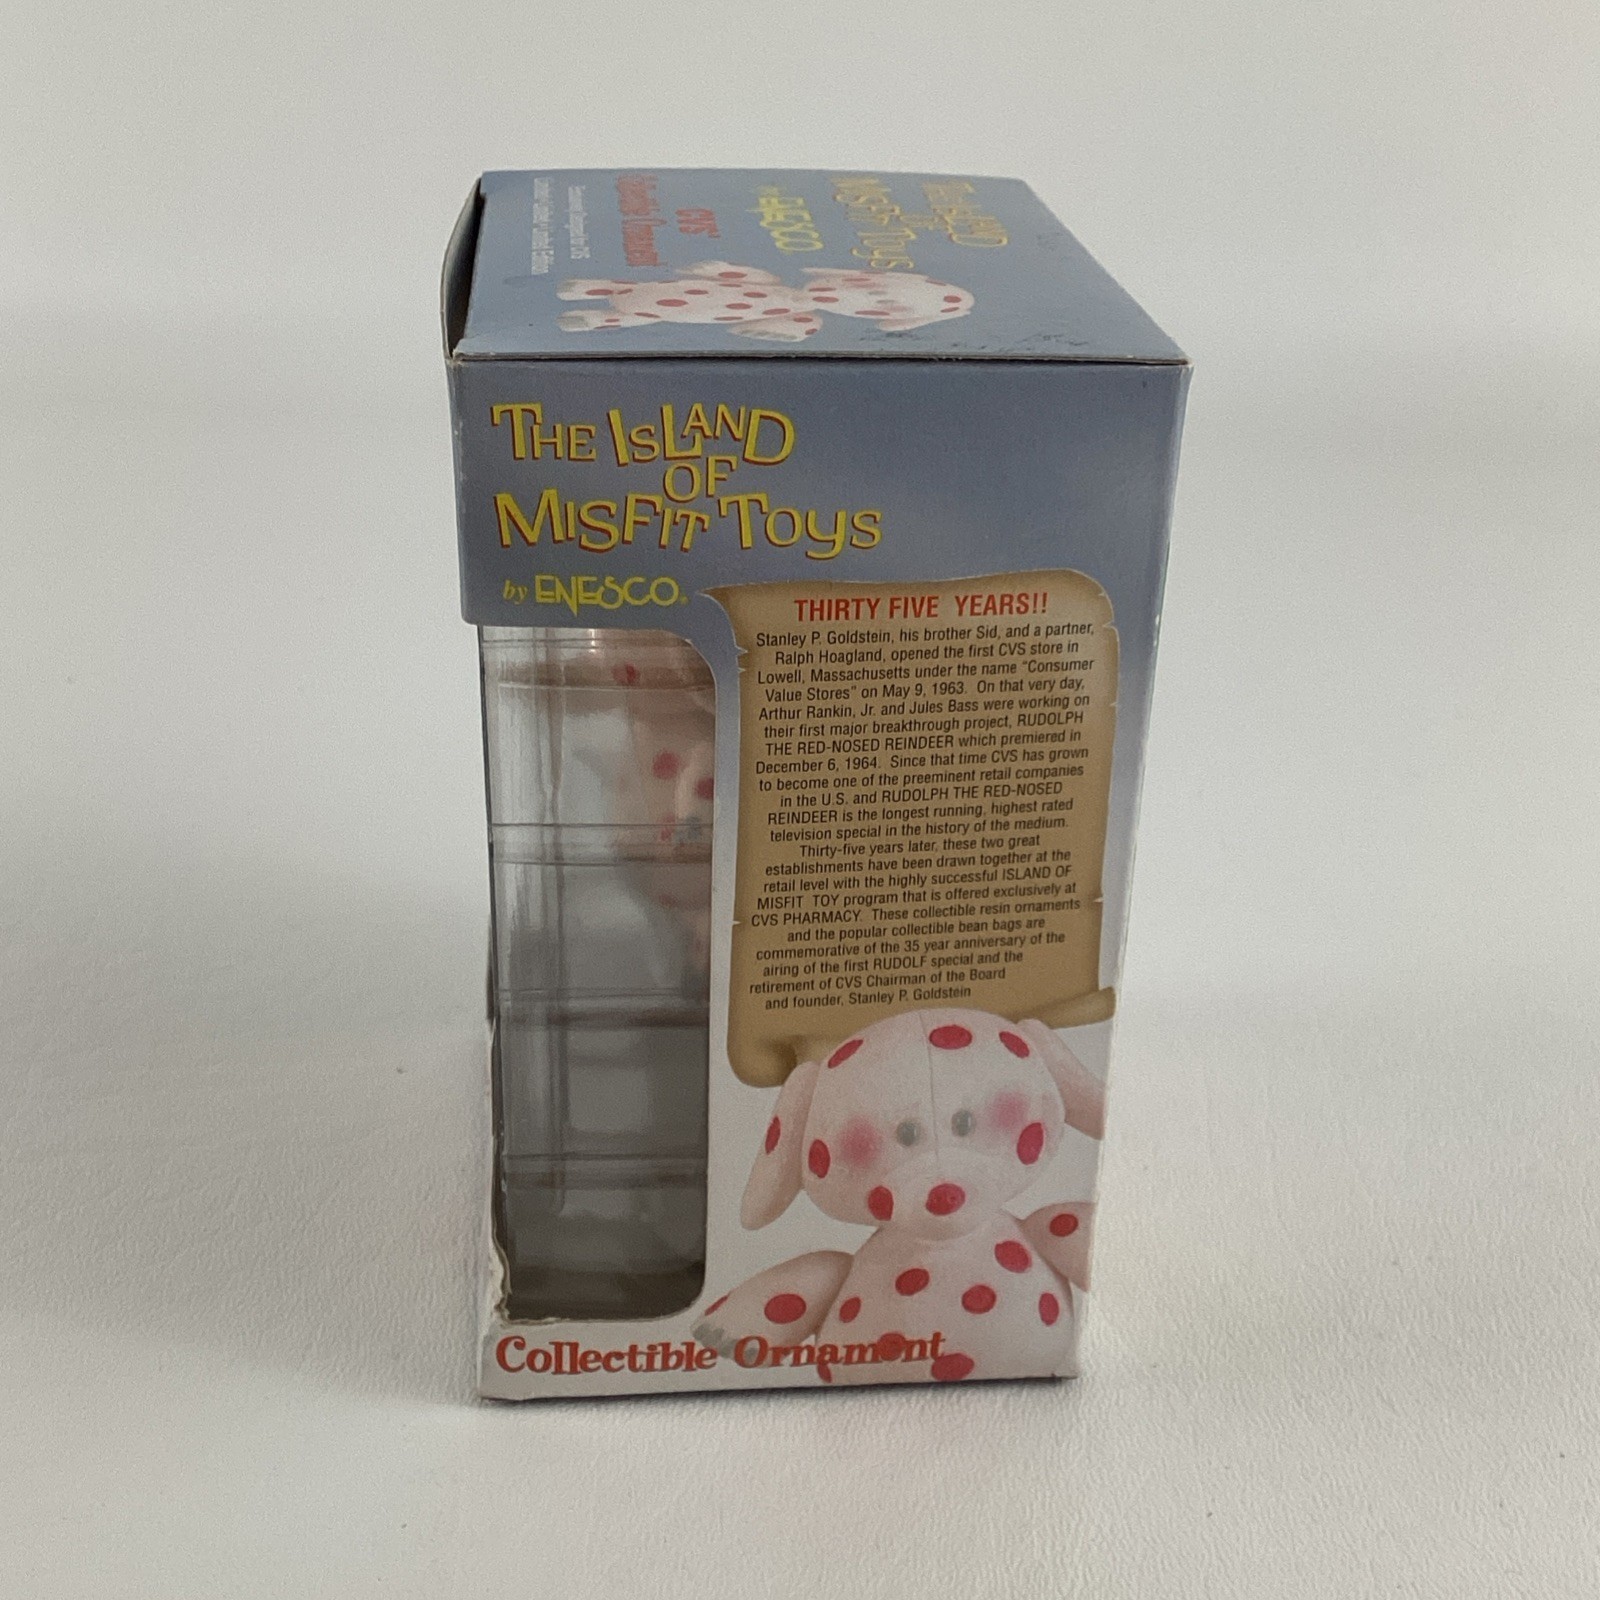 THE ISLAND
OF
MISFIT TOYS
by ENESCO®
CVS®
THE ISLAND
OF
MISFIT TOYS
by ENESCO®
THIRTY FIVE YEARS!!
Stanley P. Goldstein, his brother Sid, and a partner,
Ralph Hoagland, opened the first CVS store in
Lowell, Massachusetts under the name "Consumer
Value Stores" on May 9, 1963. On that very day,
Arthur Rankin, Jr. and Jules Bass were working on
their first major breakthrough project, RUDOLPH
THE RED-NOSED REINDEER which premiered in
December 6, 1964. Since that time CVS has grown
to become one of the preeminent retail companies
in the U.S. and RUDOLPH THE RED-NOSED
REINDEER is the longest running, highest rated
television special in the history of the medium.
Thirty-five years later, these two great
establishments have been drawn together at the
retail level with the highly successful ISLAND OF
MISFIT TOY program that is offered exclusively at
CVS PHARMACY. These collectible resin ornaments
and the popular collectible bean bags are
commemorative of the 35 year anniversary of the
airing of the first RUDOLF special and the
retirement of CVS Chairman of the Board
and founder, Stanley P. Goldstein
Collectible Ornament